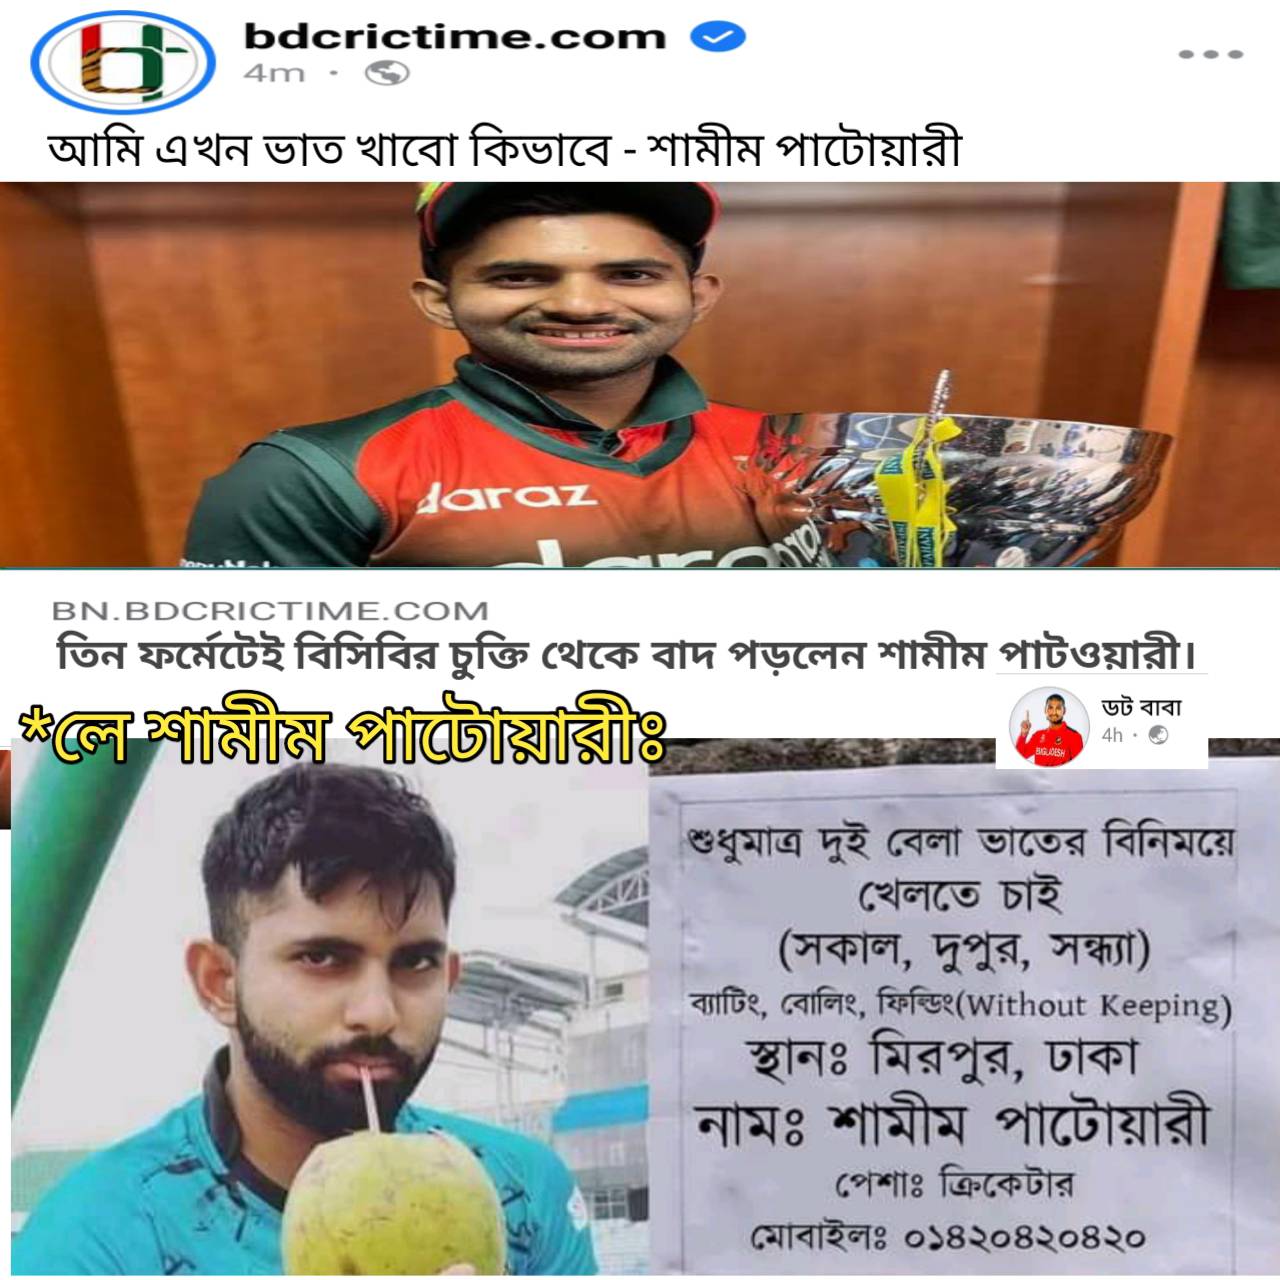 bdcrictime.com
4m ·
আমি এখন ভাত খাবো কিভাবে - শামীম পাটোয়ারী
daraz
BN.BDCRICTIME.COM
তিন ফর্মেটেই বিসিবির চুক্তি থেকে বাদ পড়লেন শামীম পাটওয়ারী।
*লে শামীম পাটোয়ারীঃ
ডট বাবা
4h ·
BANGLADESH
শুধুমাত্র দুই বেলা ভাতের বিনিময়ে
খেলতে চাই
(সকাল, দুপুর, সন্ধ্যা)
ব্যাটিং, বোলিং, ফিল্ডিং(Without Keeping)
স্থানঃ মিরপুর, ঢাকা
নামঃ শামীম পাটোয়ারী
পেশাঃ ক্রিকেটার
মোবাইলঃ ০১৪২০৪২০৪২০